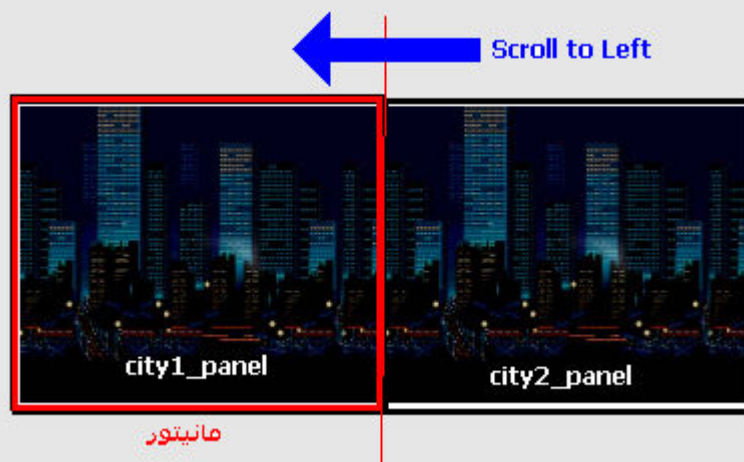 Scroll to Left
city1_panel
city2_panel
مانیتور